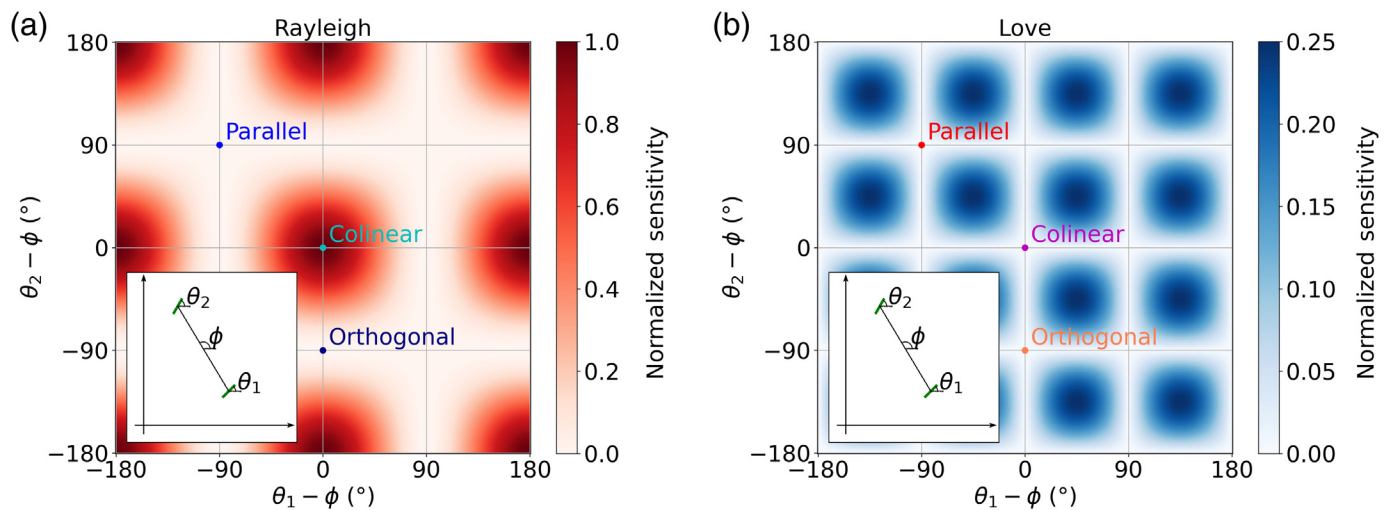 (a)
Rayleigh
180
90
0
−90
−180
θ₂ − ϕ (°)
Parallel
Colinear
Orthogonal
θ₂
ϕ
θ₁
−180
−90
0
90
180
θ₁ − ϕ (°)
1.0
0.8
0.6
0.4
0.2
0.0
Normalized sensitivity
(b)
Love
180
90
0
−90
−180
θ₂ − ϕ (°)
Parallel
Colinear
Orthogonal
θ₂
ϕ
θ₁
−180
−90
0
90
180
θ₁ − ϕ (°)
0.25
0.20
0.15
0.10
0.05
0.00
Normalized sensitivity